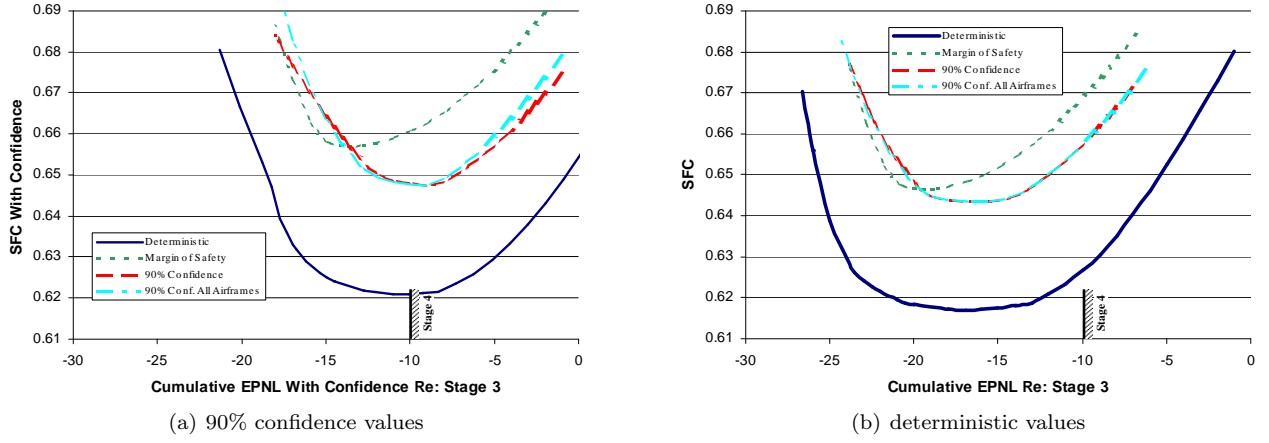 0.69
0.68
0.67
0.66
0.65
0.64
0.63
0.62
0.61
SFC With Confidence
Deterministic
Margin of Safety
90% Confidence
90% Conf. All Airframes
Stage 4
-30 -25 -20 -15 -10 -5 0
Cumulative EPNL With Confidence Re: Stage 3
(a) 90% confidence values
0.69
0.68
0.67
0.66
0.65
0.64
0.63
0.62
0.61
SFC
Deterministic
Margin of Safety
90% Confidence
90% Conf. All Airframes
Stage 4
-30 -25 -20 -15 -10 -5 0
Cumulative EPNL Re: Stage 3
(b) deterministic values